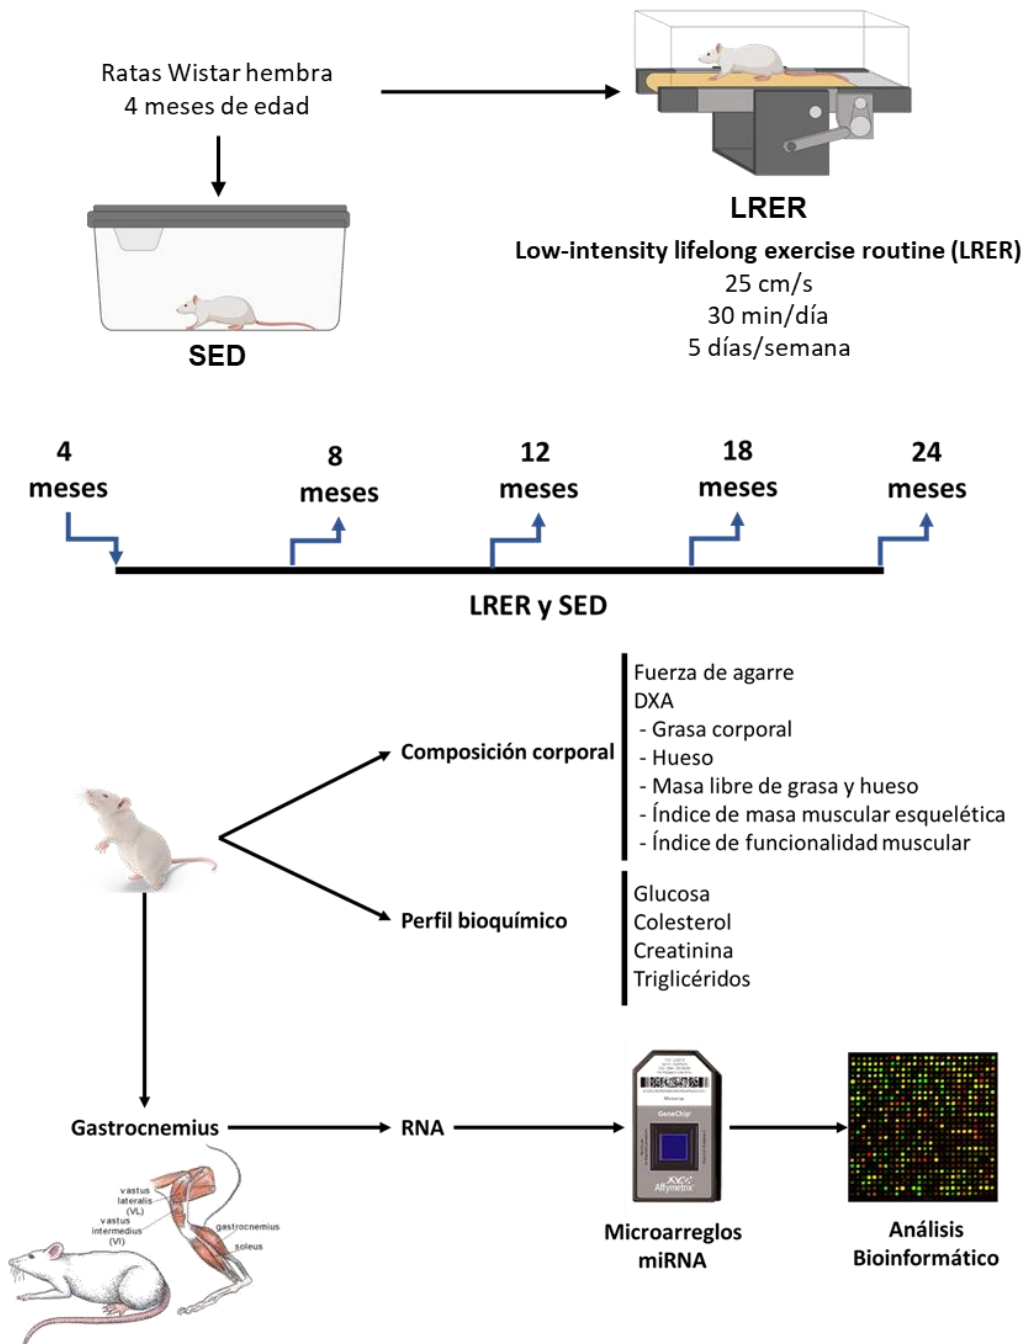 Ratas Wistar hembra
4 meses de edad
SED
LRER
Low-intensity lifelong exercise routine (LRER)
25 cm/s
30 min/día
5 días/semana
4
meses
8
meses
12
meses
18
meses
24
meses
LRER y SED
Composición corporal
Fuerza de agarre
DXA
- Grasa corporal
- Hueso
- Masa libre de grasa y hueso
- Índice de masa muscular esquelética
- Índice de funcionalidad muscular
Perfil bioquímico
Glucosa
Colesterol
Creatinina
Triglicéridos
Gastrocnemius
RNA
GeneChip
Affymetrix
Microarreglos
miRNA
Análisis
Bioinformático
vastus
lateralis
(VL)
vastus
intermedius
(VI)
gastrocnemius
soleus